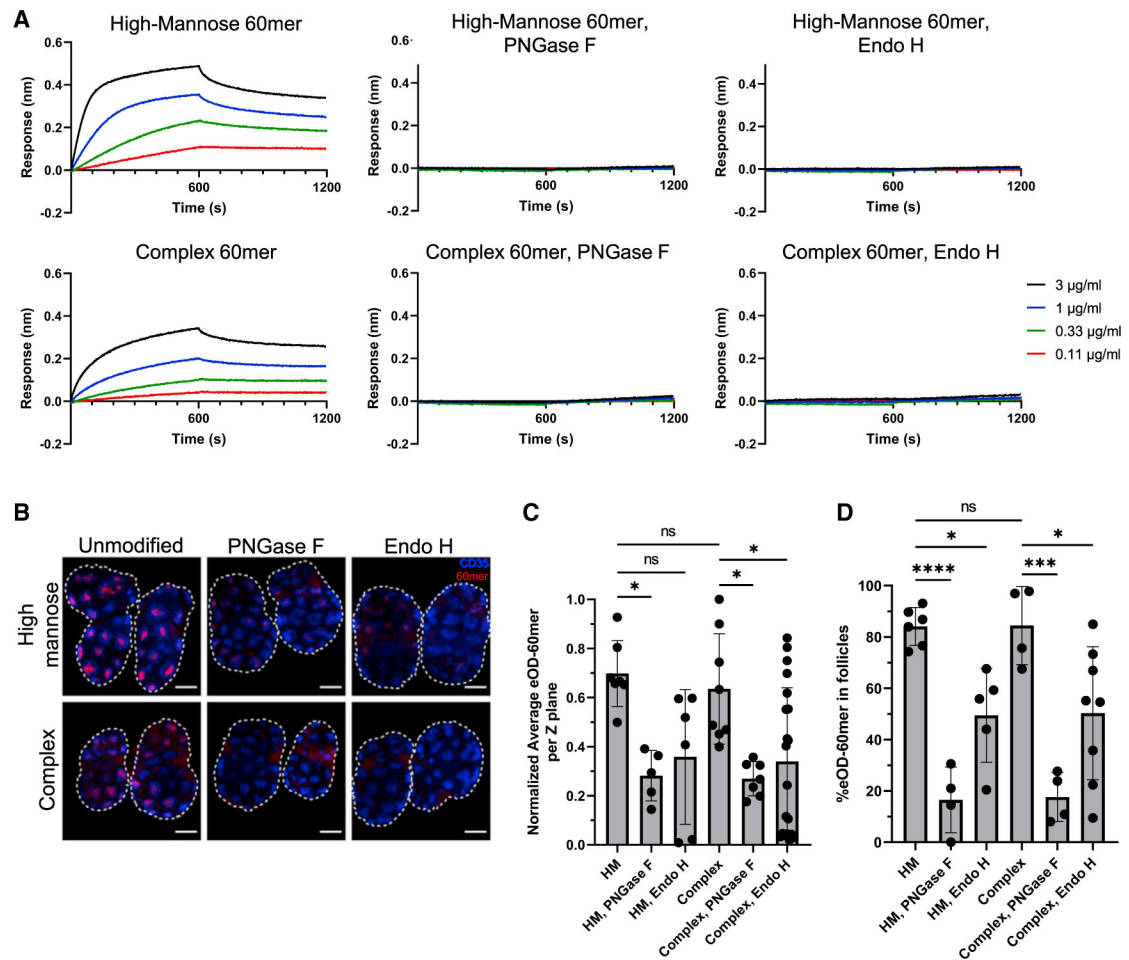 A
High-Mannose 60mer
Response (nm)
0.6
0.4
0.2
0.0
-0.2
600
1200
Time (s)
High-Mannose 60mer,
PNGase F
Response (nm)
0.6
0.4
0.2
0.0
-0.2
600
1200
Time (s)
High-Mannose 60mer,
Endo H
Response (nm)
0.4
0.2
0.0
-0.2
600
1200
Time (s)
Complex 60mer
Response (nm)
0.6
0.4
0.2
0.0
-0.2
600
1200
Time (s)
Complex 60mer, PNGase F
Response (nm)
0.6
0.4
0.2
0.0
-0.2
600
1200
Time (s)
Complex 60mer, Endo H
Response (nm)
0.6
0.4
0.2
0.0
-0.2
600
1200
Time (s)
3 µg/ml
1 µg/ml
0.33 µg/ml
0.11 µg/ml
B
Unmodified
PNGase F
Endo H
High
mannose
Complex
CD35
60mer
C
ns
ns
*
*
*
Normalized Average eOD-60mer
per Z plane
1.0
0.8
0.6
0.4
0.2
0.0
HM
HM, PNGase F
HM, Endo H
Complex
Complex, PNGase F
Complex, Endo H
D
ns
*
*
****
***
%eOD-60mer in follicles
100
80
60
40
20
0
HM
HM, PNGase F
HM, Endo H
Complex
Complex, PNGase F
Complex, Endo H